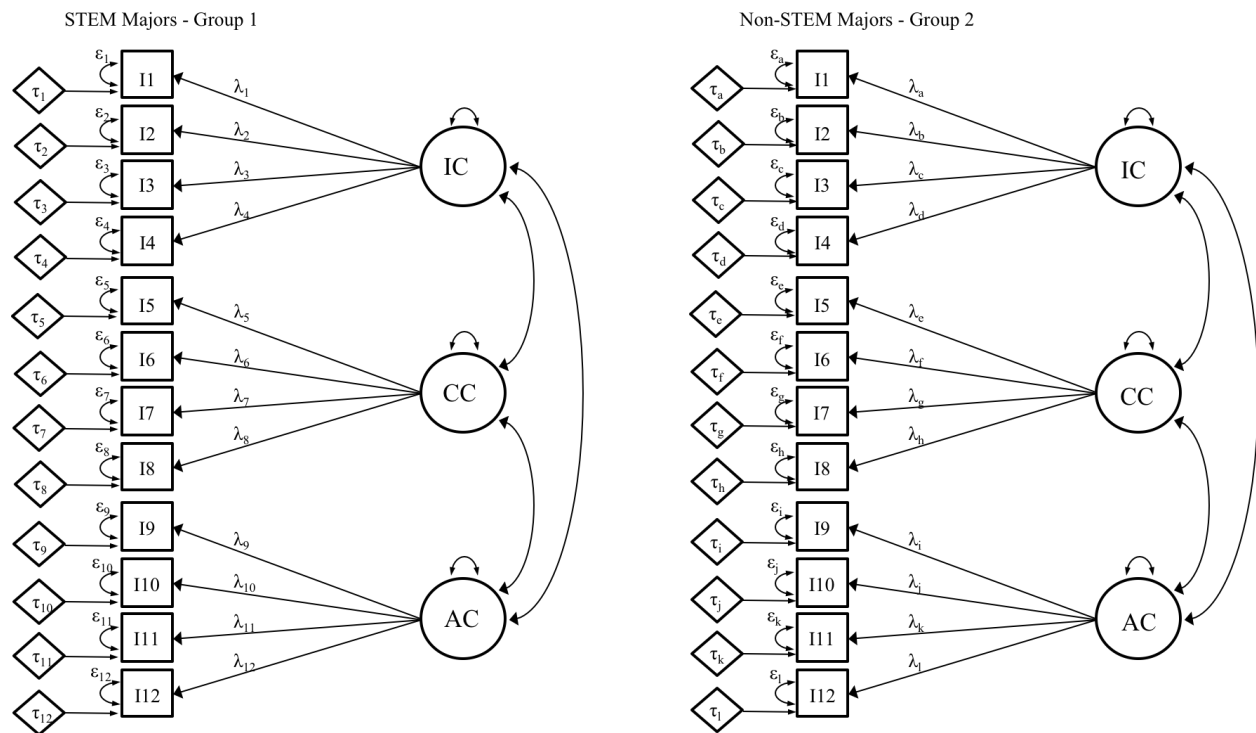 STEM Majors - Group 1
ε₁ I1 τ₁ λ₁
ε₂ I2 τ₂ λ₂
ε₃ I3 τ₃ λ₃
ε₄ I4 τ₄ λ₄
IC
ε₅ I5 τ₅ λ₅
ε₆ I6 τ₆ λ₆
ε₇ I7 τ₇ λ₇
ε₈ I8 τ₈ λ₈
CC
ε₉ I9 τ₉ λ₉
ε₁₀ I10 τ₁₀ λ₁₀
ε₁₁ I11 τ₁₁ λ₁₁
ε₁₂ I12 τ₁₂ λ₁₂
AC
Non-STEM Majors - Group 2
εa I1 τa λa
εb I2 τb λb
εc I3 τc λc
εd I4 τd λd
IC
εe I5 τe λe
εf I6 τf λf
εg I7 τg λg
εh I8 τh λh
CC
εi I9 τi λi
εj I10 τj λj
εk I11 τk λk
εl I12 τl λl
AC